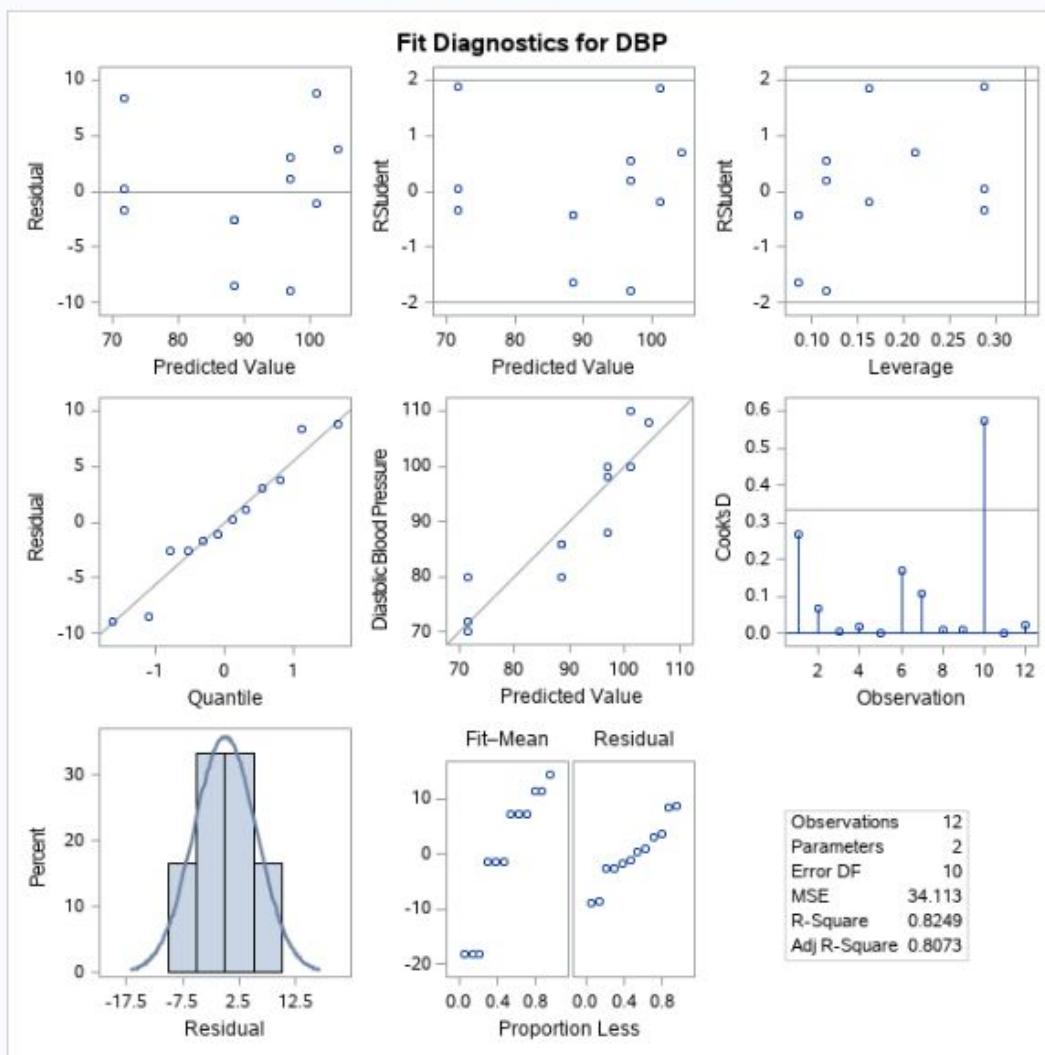 Fit Diagnostics for DBP
10
5
0
-5
-10
Residual
70 80 90 100
Predicted Value
2
1
0
-1
-2
RStudent
70 80 90 100
Predicted Value
2
1
0
-1
-2
RStudent
0.10 0.15 0.20 0.25 0.30
Leverage
10
5
0
-5
-10
Residual
-1 0 1
Quantile
110
100
90
80
70
Diastolic Blood Pressure
70 80 90 100 110
Predicted Value
0.6
0.5
0.4
0.3
0.2
0.1
0.0
Cook's D
2 4 6 8 10 12
Observation
30
20
10
0
Percent
-17.5 -7.5 2.5 12.5
Residual
Fit–Mean Residual
10
0
-10
-20
0.0 0.4 0.8 0.0 0.4 0.8
Proportion Less
Observations 12
Parameters 2
Error DF 10
MSE 34.113
R-Square 0.8249
Adj R-Square 0.8073